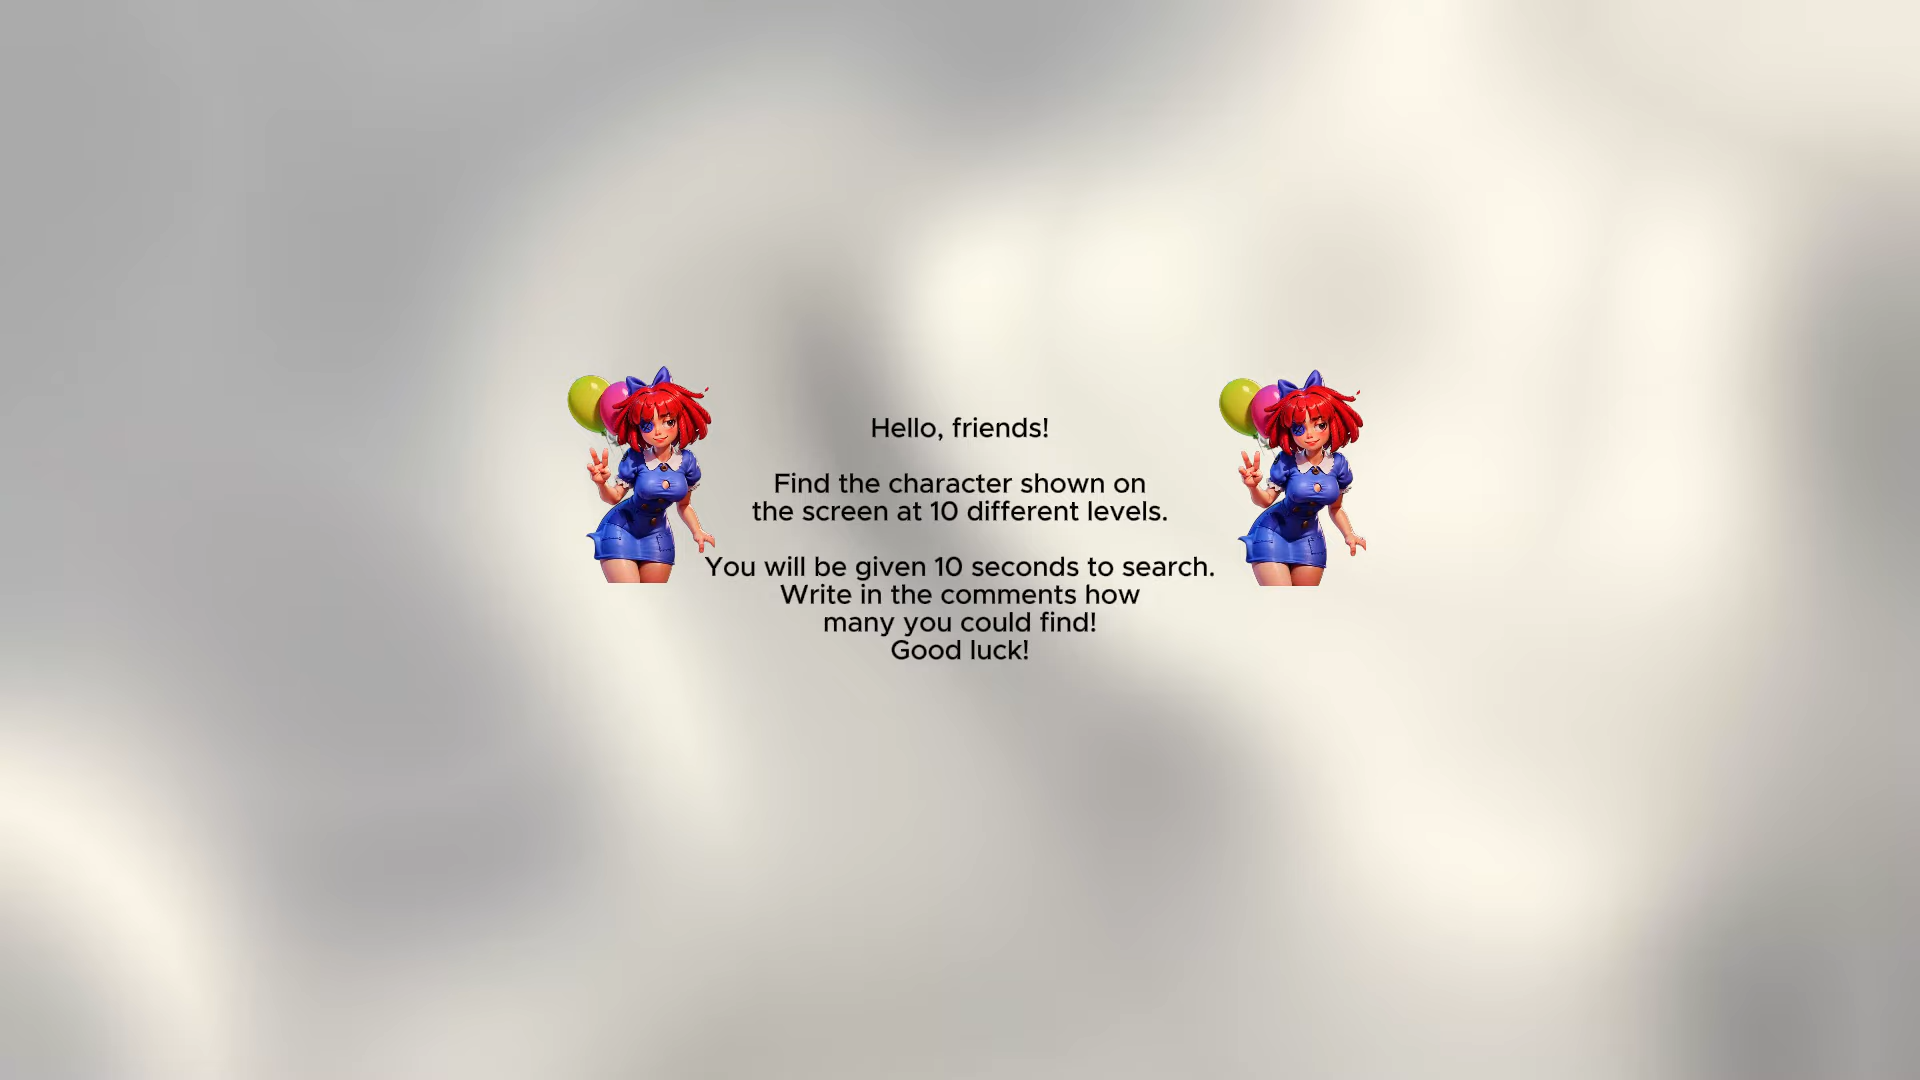 Hello, friends!
Find the character shown on
the screen at 10 different levels.
You will be given 10 seconds to search.
Write in the comments how
many you could find!
Good luck!